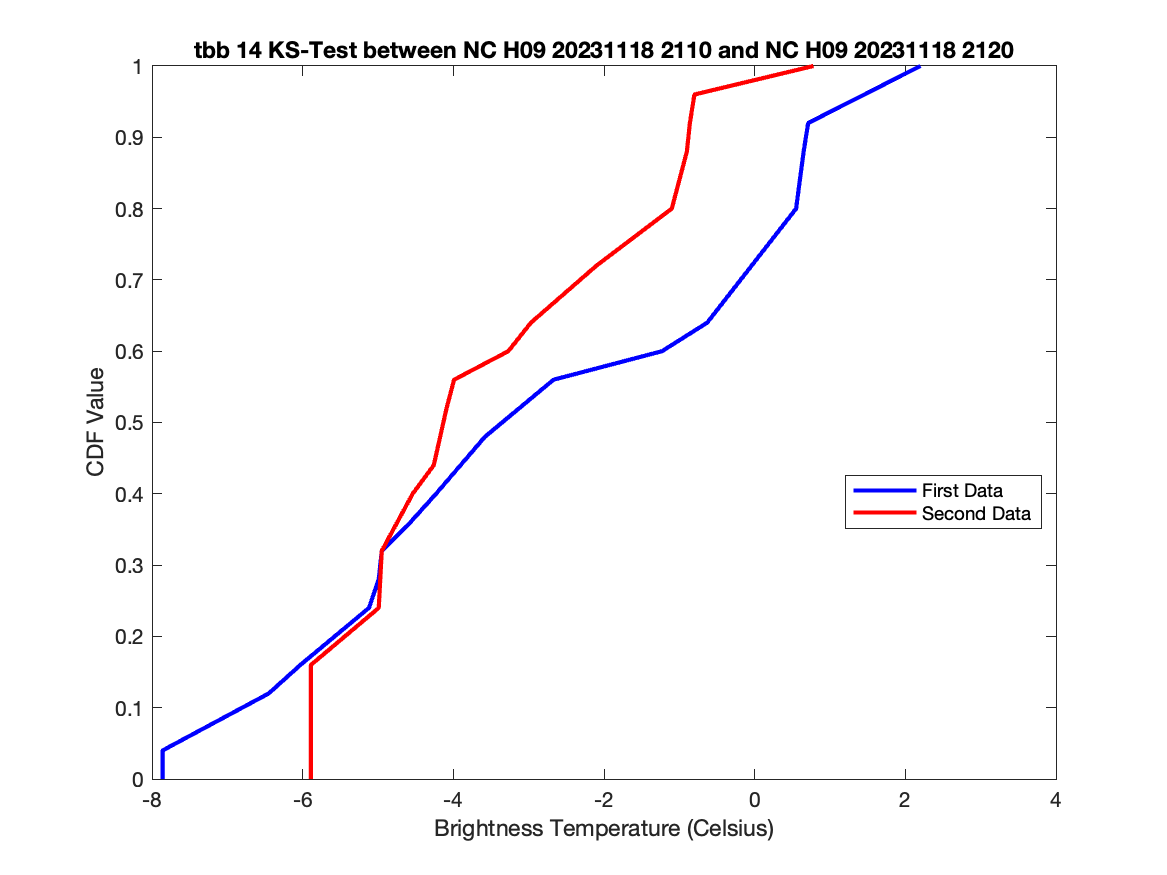 tbb 14 KS-Test between NC H09 20231118 2110 and NC H09 20231118 2120
1
0.9
0.8
0.7
0.6
0.5
0.4
0.3
0.2
0.1
0
CDF Value
First Data
Second Data
-8 -6 -4 -2 0 2 4
Brightness Temperature (Celsius)